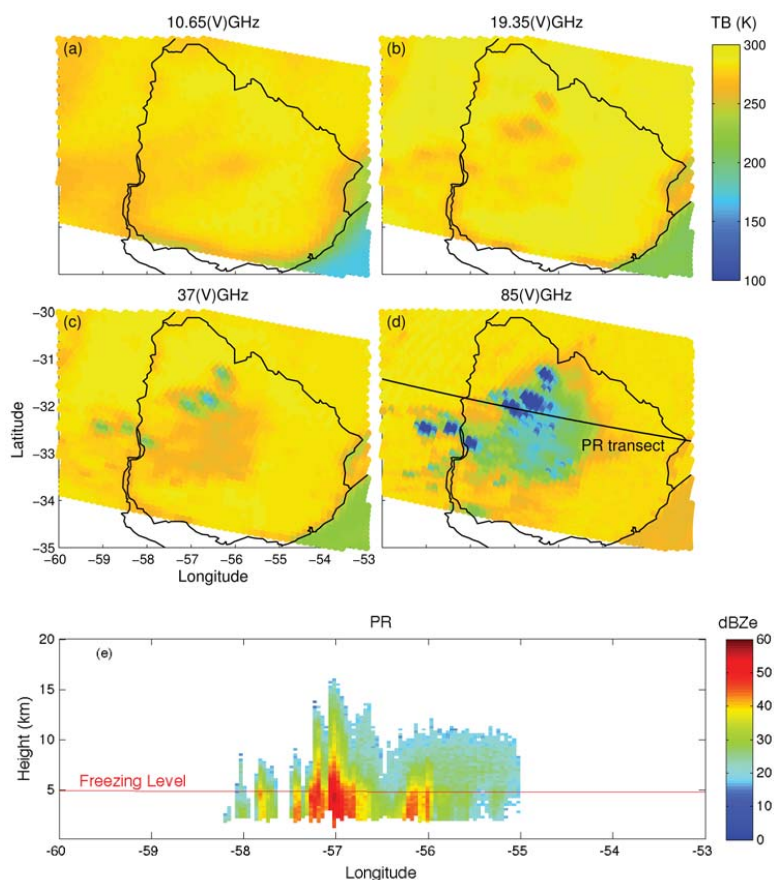 10.65(V)GHz
19.35(V)GHz
TB (K)
(a)
(b)
300
250
200
150
100
37(V)GHz
85(V)GHz
(c)
(d)
-30
-31
-32
-33
-34
-35
Latitude
PR transect
-60 -59 -58 -57 -56 -55 -54 -53
Longitude
PR
dBZe
(e)
20
15
10
5
0
Height (km)
Freezing Level
60
50
40
30
20
10
0
-60 -59 -58 -57 -56 -55 -54 -53
Longitude